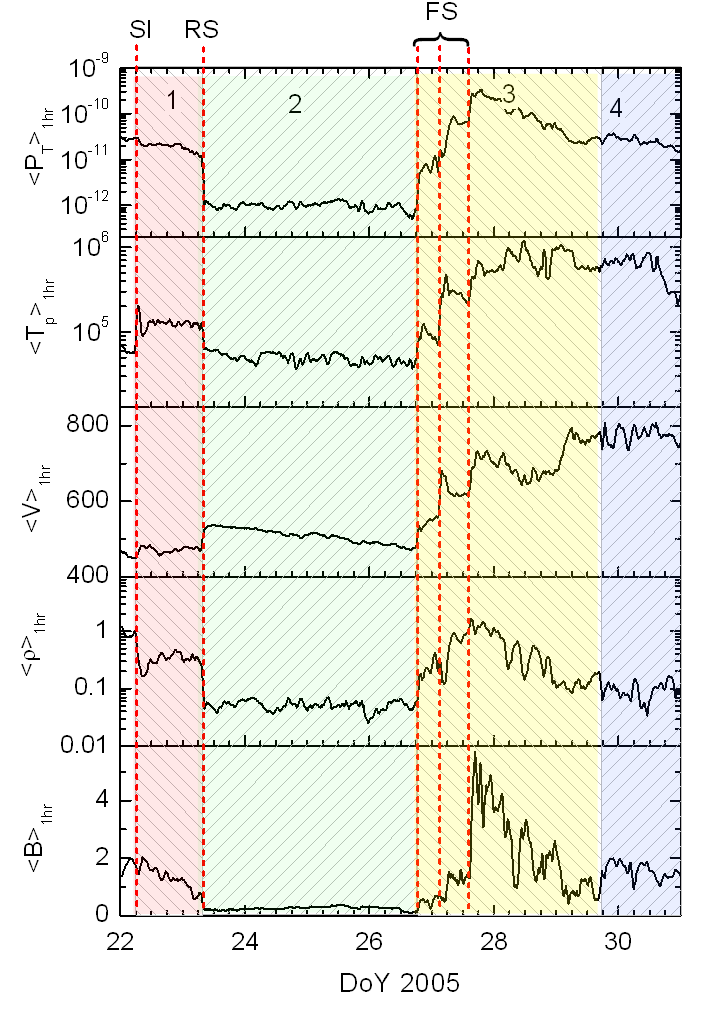 SI RS FS
10^-9
10^-10
10^-11
10^-12
<P_T>_1hr
1 2 3 4
10^6
10^5
<T_p>_1hr
800
600
400
<V>_1hr
1
0.1
0.01
<ρ>_1hr
4
2
0
<B>_1hr
22 24 26 28 30
DoY 2005